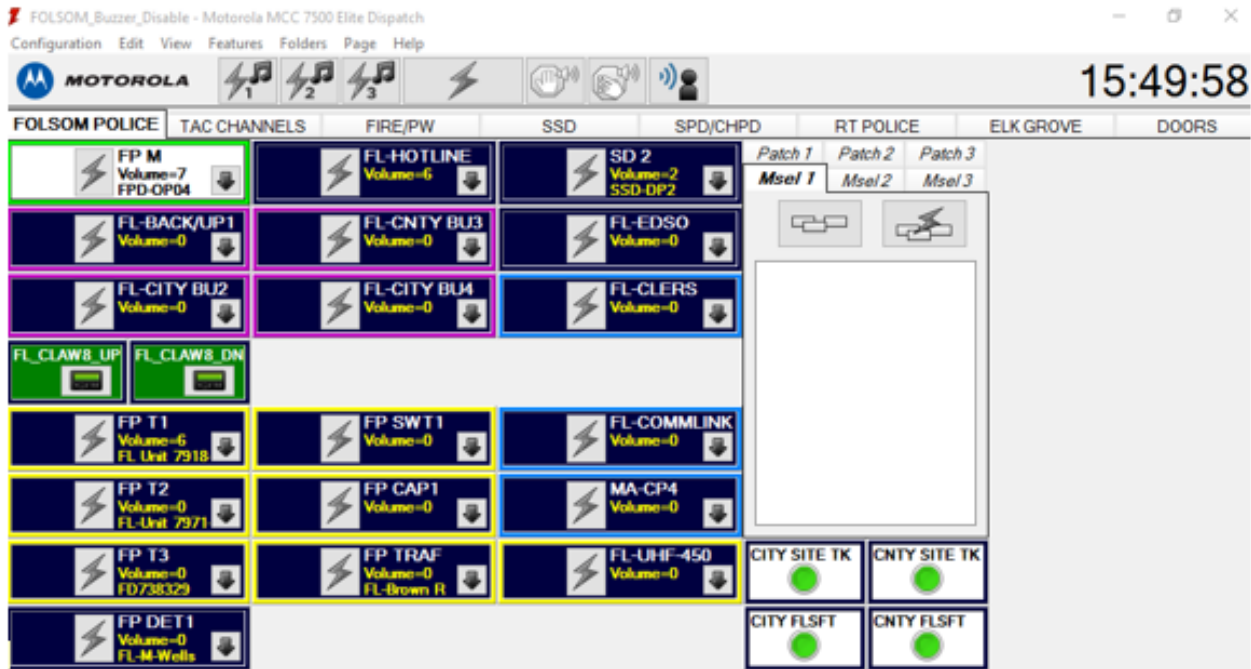 FOLSOM_Buzzer_Disable - Motorola MCC 7500 Elite Dispatch
Configuration Edit View Features Folders Page Help
MOTOROLA 1 2 3 15:49:58
FOLSOM POLICE TAC CHANNELS FIRE/PW SSD SPD/CHPD RT POLICE ELK GROVE DOORS
FP M
Volume=7
FPD-OP04
FL-HOTLINE
Volume=6
SD 2
Volume=2
SSD-DP2
Patch 1 Patch 2 Patch 3
Msel 1 Msel 2 Msel 3
FL-BACK/UP1
Volume=0
FL-CNTY BU3
Volume=0
FL-EDSO
Volume=0
FL-CITY BU2
Volume=0
FL-CITY BU4
Volume=0
FL-CLERS
Volume=0
FL_CLAW8_UP
FL_CLAW8_DN
FP T1
Volume=6
FL Unit 7918
FP SWT1
Volume=0
FL-COMMLINK
Volume=0
FP T2
Volume=0
FL-Unit 7971
FP CAP1
Volume=0
MA-CP4
Volume=0
FP T3
Volume=0
FD738329
FP TRAF
Volume=0
FL-Brown R
FL-UHF-450
Volume=0
CITY SITE TK
CNTY SITE TK
FP DET1
Volume=0
FL-M-Wells
CITY FLSFT
CNTY FLSFT